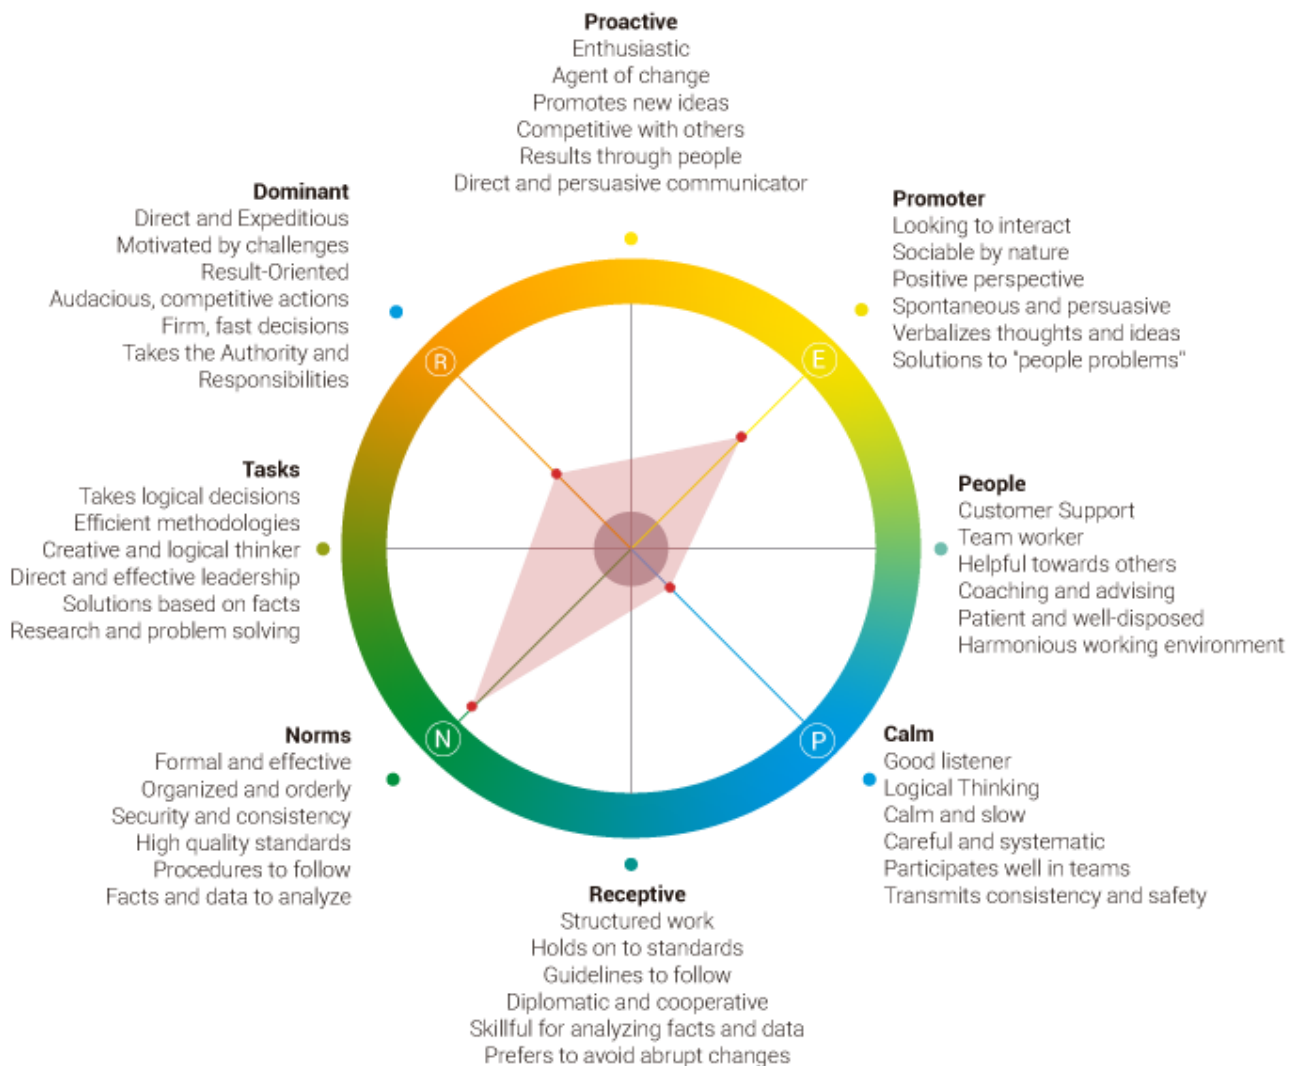 Proactive
Enthusiastic
Agent of change
Promotes new ideas
Competitive with others
Results through people
Direct and persuasive communicator
Dominant
Direct and Expeditious
Motivated by challenges
Result-Oriented
Audacious, competitive actions
Firm, fast decisions
Takes the Authority and
Responsibilities
Promoter
Looking to interact
Sociable by nature
Positive perspective
Spontaneous and persuasive
Verbalizes thoughts and ideas
Solutions to "people problems"
R
E
Tasks
Takes logical decisions
Efficient methodologies
Creative and logical thinker
Direct and effective leadership
Solutions based on facts
Research and problem solving
People
Customer Support
Team worker
Helpful towards others
Coaching and advising
Patient and well-disposed
Harmonious working environment
N
P
Norms
Formal and effective
Organized and orderly
Security and consistency
High quality standards
Procedures to follow
Facts and data to analyze
Calm
Good listener
Logical Thinking
Calm and slow
Careful and systematic
Participates well in teams
Transmits consistency and safety
Receptive
Structured work
Holds on to standards
Guidelines to follow
Diplomatic and cooperative
Skillful for analyzing facts and data
Prefers to avoid abrupt changes